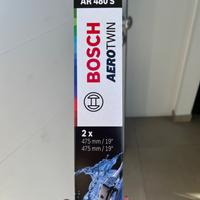 AR 480 S
BOSCH
AEROTWIN
2 x
475 mm / 19"
475 mm / 19"